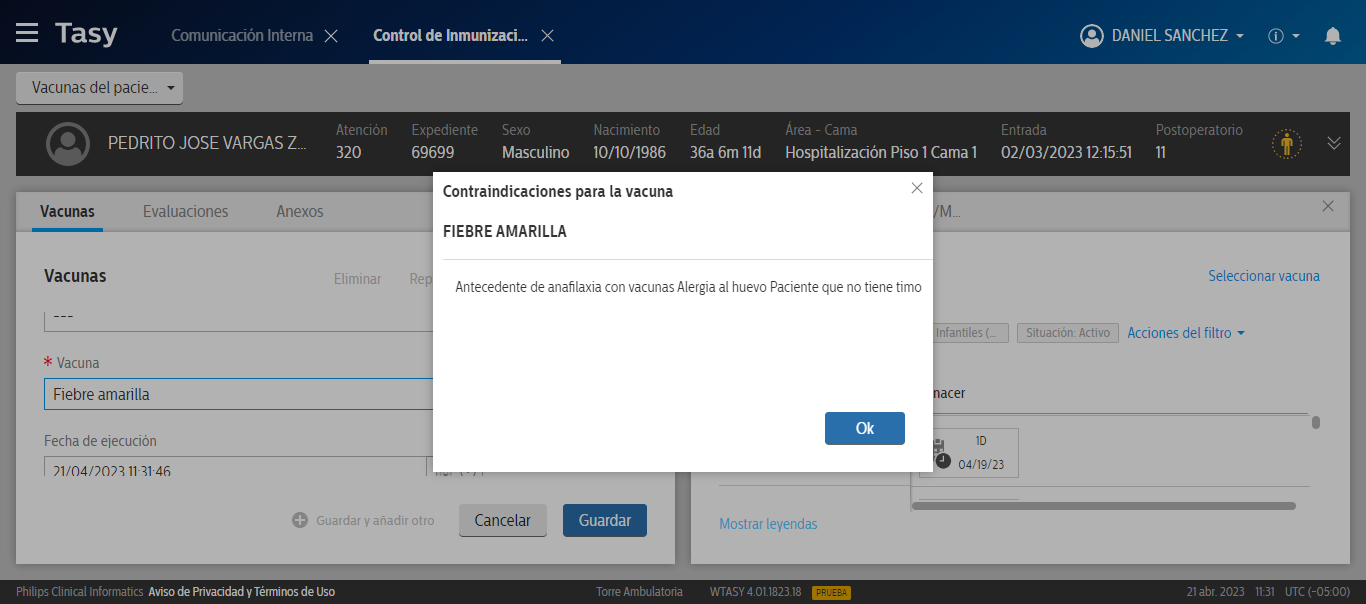 Tasy
Comunicación Interna
Control de Inmunizaci...
DANIEL SANCHEZ
Vacunas del pacie...
PEDRITO JOSE VARGAS Z...
Atención
320
Expediente
69699
Sexo
Masculino
Nacimiento
10/10/1986
Edad
36a 6m 11d
Área - Cama
Hospitalización Piso 1 Cama 1
Entrada
02/03/2023 12:15:51
Postoperatorio
11
Contraindicaciones para la vacuna
FIEBRE AMARILLA
Antecedente de anafilaxia con vacunas Alergia al huevo Paciente que no tiene timo
Ok
Vacunas
Evaluaciones
Anexos
/M...
Vacunas
Eliminar
Rep
Seleccionar vacuna
---
Infantiles (...
Situación: Activo
Acciones del filtro
* Vacuna
Fiebre amarilla
nacer
Fecha de ejecución
21/04/2023 11:31:46
1D
04/19/23
Guardar y añadir otro
Cancelar
Guardar
Mostrar leyendas
Philips Clinical Informatics
Aviso de Privacidad y Términos de Uso
Torre Ambulatoria
WTASY 4.01.1823.18
PRUEBA
21 abr. 2023
11:31
UTC (-05:00)